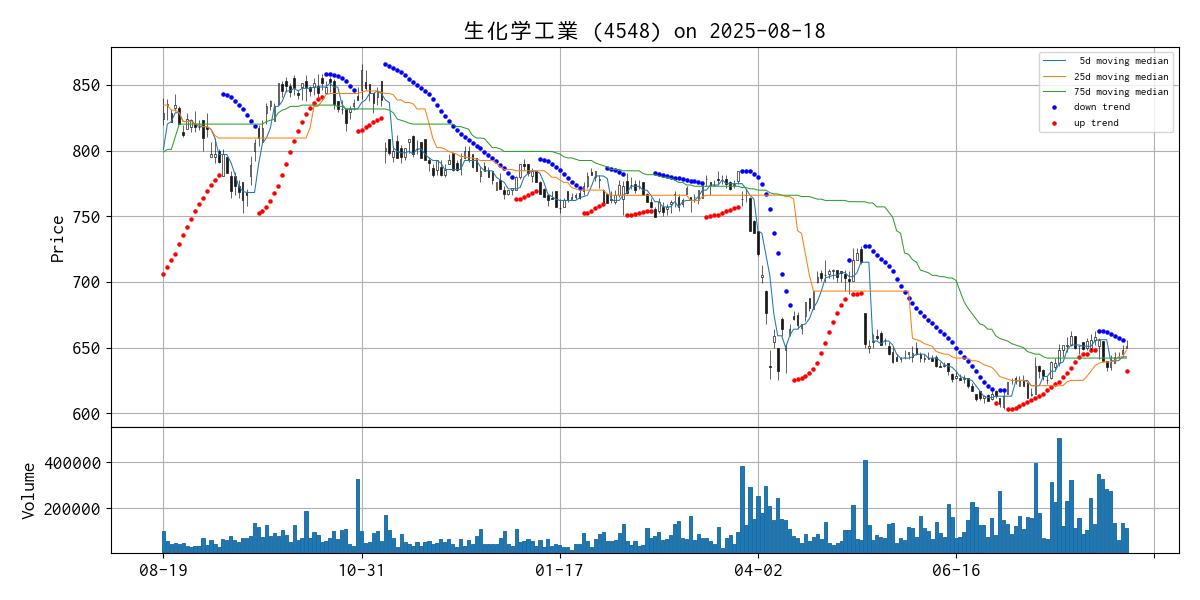 生化学工業 (4548) on 2025-08-18
5d moving median
25d moving median
75d moving median
down trend
up trend
Price
850
800
750
700
650
600
Volume
400000
200000
08-19
10-31
01-17
04-02
06-16